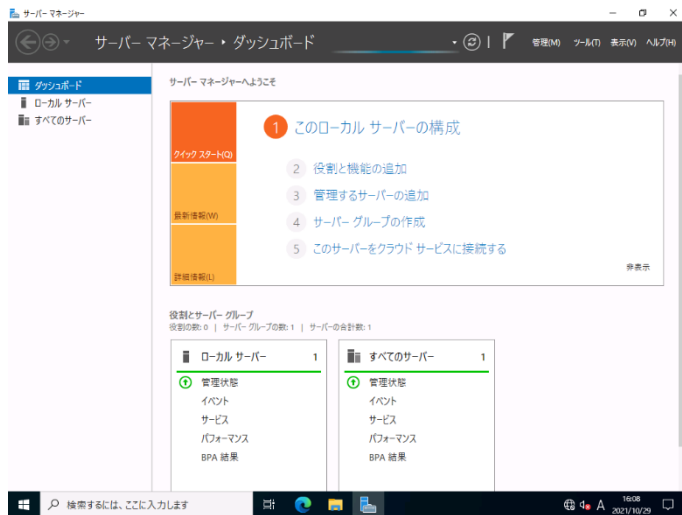 サーバー マネージャー
サーバー マネージャー ‣ ダッシュボード
管理(M) ツール(T) 表示(V) ヘルプ(H)
ダッシュボード
ローカル サーバー
すべてのサーバー
サーバー マネージャーへようこそ
クイック スタート(Q)
最新情報(W)
詳細情報(L)
1 このローカル サーバーの構成
2 役割と機能の追加
3 管理するサーバーの追加
4 サーバー グループの作成
5 このサーバーをクラウド サービスに接続する
非表示
役割とサーバー グループ
役割の数: 0 | サーバー グループの数: 1 | サーバーの合計数: 1
ローカル サーバー 1
管理状態
イベント
サービス
パフォーマンス
BPA 結果
すべてのサーバー 1
管理状態
イベント
サービス
パフォーマンス
BPA 結果
検索するには、ここに入力します
A
16:08
2021/10/29